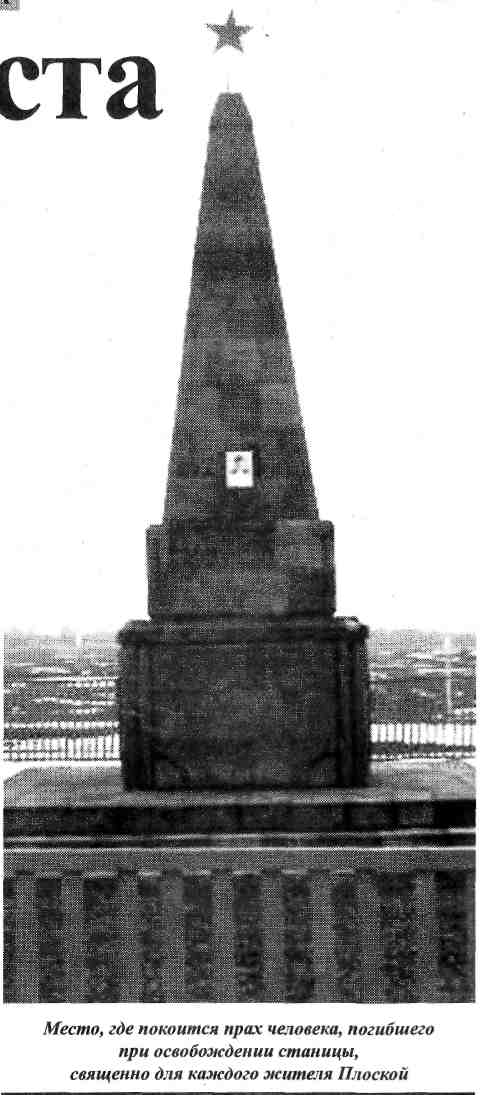 ста
Место, где покоится прах человека, погибшего
при освобождении станицы,
священно для каждого жителя Плоской